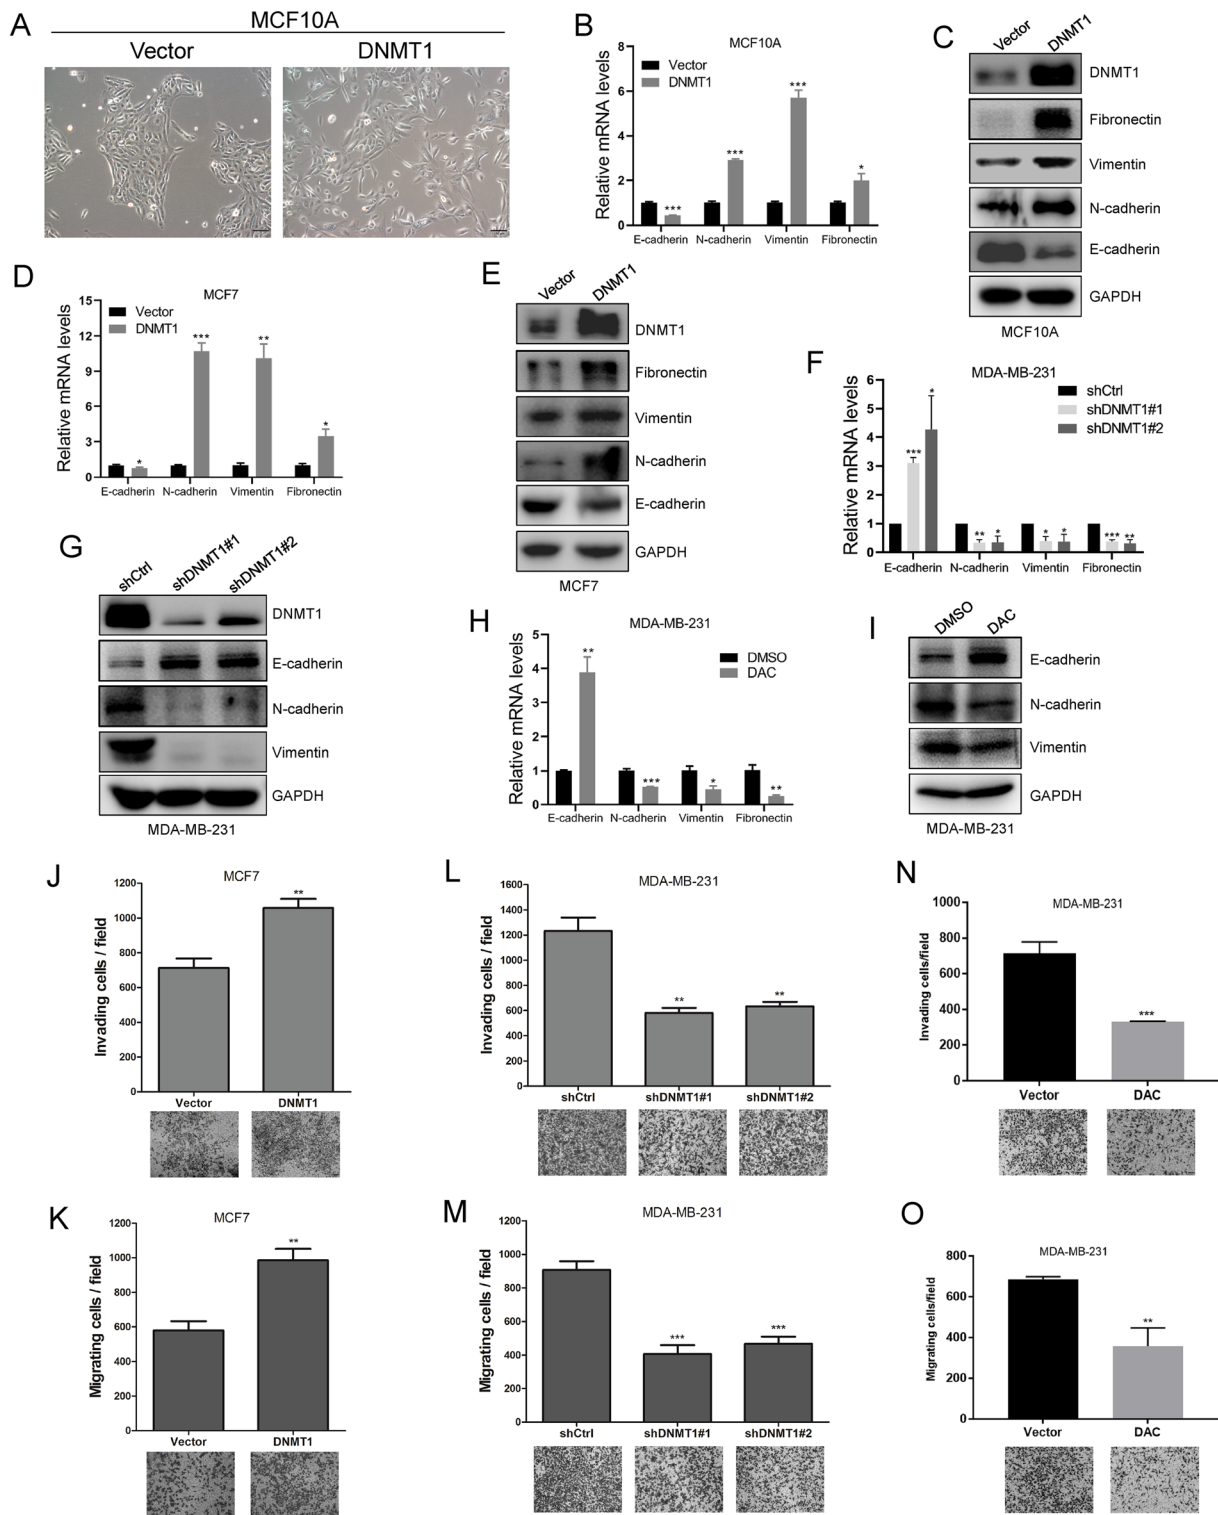 A
MCF10A
Vector DNMT1
B
MCF10A
Relative mRNA levels
8
6
4
2
0
Vector
DNMT1
*** *** *** *
E-cadherin N-cadherin Vimentin Fibronectin
C
Vector DNMT1
DNMT1
Fibronectin
Vimentin
N-cadherin
E-cadherin
GAPDH
MCF10A
D
MCF7
Relative mRNA levels
15
12
9
6
3
0
Vector
DNMT1
* *** ** *
E-cadherin N-cadherin Vimentin Fibronectin
E
Vector DNMT1
DNMT1
Fibronectin
Vimentin
N-cadherin
E-cadherin
GAPDH
MCF7
F
MDA-MB-231
Relative mRNA levels
6
5
4
3
2
1
0
shCtrl
shDNMT1#1
shDNMT1#2
*** * ** * * * *** **
E-cadherin N-cadherin Vimentin Fibronectin
G
shCtrl shDNMT1#1 shDNMT1#2
DNMT1
E-cadherin
N-cadherin
Vimentin
GAPDH
MDA-MB-231
H
MDA-MB-231
Relative mRNA levels
5
4
3
2
1
0
DMSO
DAC
** *** * **
E-cadherin N-cadherin Vimentin Fibronectin
I
DMSO DAC
E-cadherin
N-cadherin
Vimentin
GAPDH
MDA-MB-231
J
MCF7
Invading cells / field
1200
1000
800
600
400
200
0
**
Vector DNMT1
L
MDA-MB-231
Invading cells / field
1600
1400
1200
1000
800
600
400
200
0
** **
shCtrl shDNMT1#1 shDNMT1#2
N
MDA-MB-231
Invading cells/field
1000
800
600
400
200
0
***
Vector DAC
K
MCF7
Migrating cells / field
1200
1000
800
600
400
200
0
**
Vector DNMT1
M
MDA-MB-231
Migrating cells / field
1200
1000
800
600
400
200
0
*** ***
shCtrl shDNMT1#1 shDNMT1#2
O
MDA-MB-231
Migrating cells/field
800
600
400
200
0
**
Vector DAC